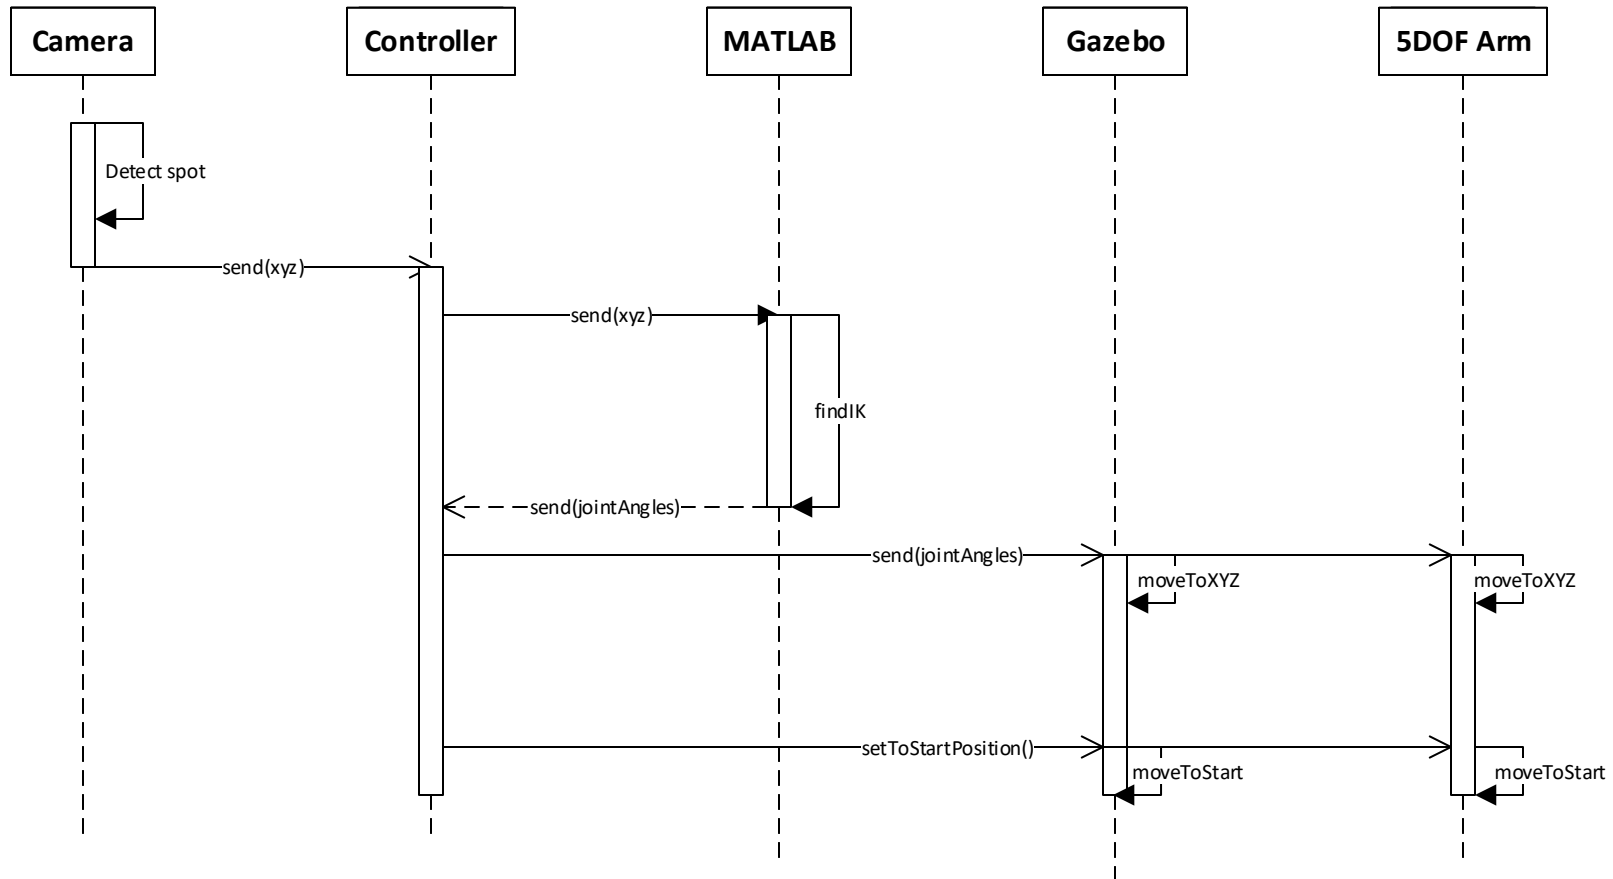 Camera
Controller
MATLAB
Gazebo
5DOF Arm
Detect spot
send(xyz)
send(xyz)
findIK
send(jointAngles)
send(jointAngles)
moveToXYZ
moveToXYZ
setToStartPosition()
moveToStart
moveToStart